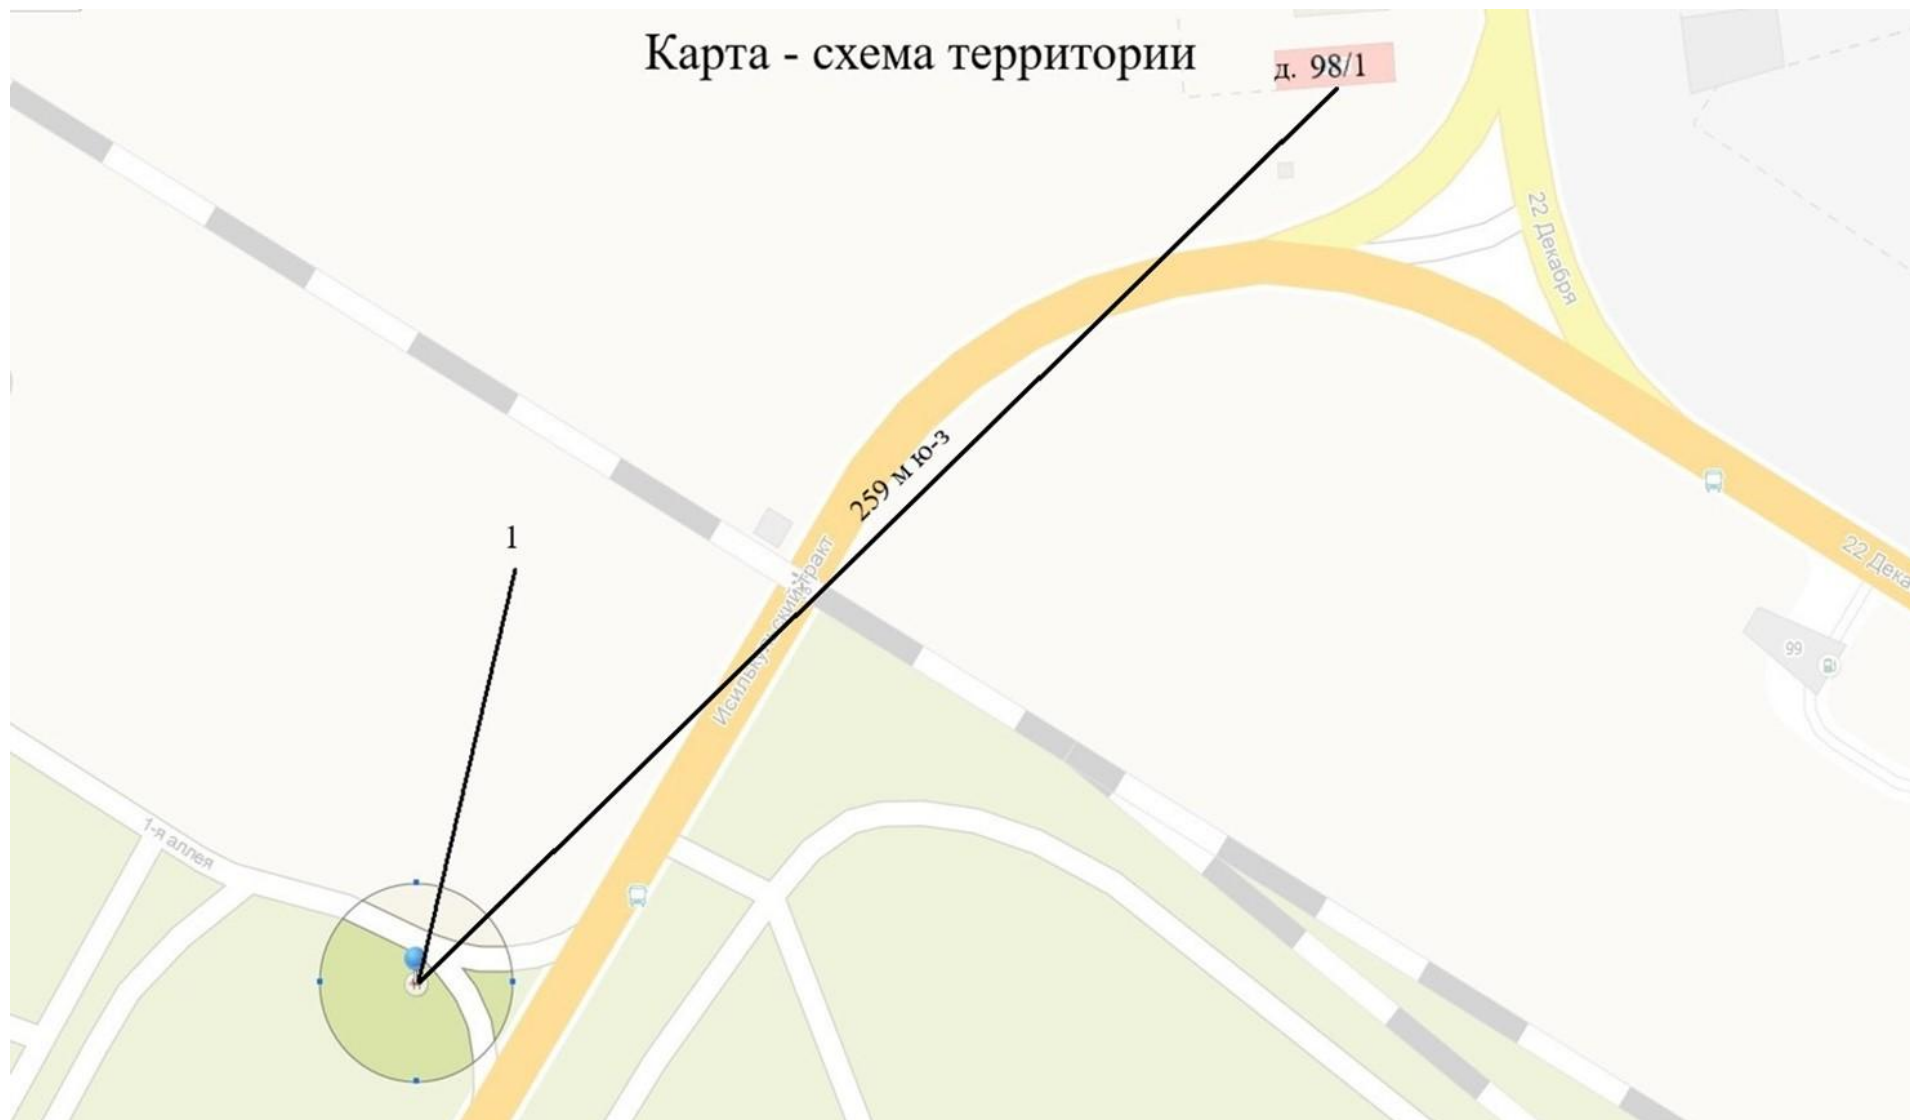 Карта - схема территории
д. 98/1
22 Декабря
259 м ю-з
1
Исилькульский тракт
22 Дека
99
1-я аллея